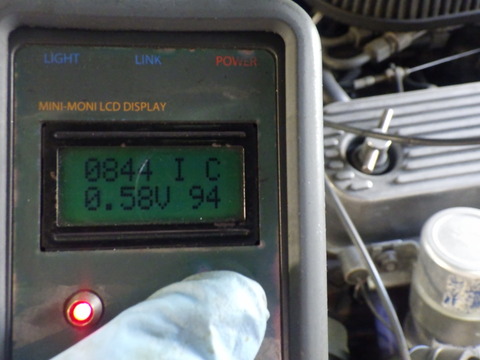 LIGHT LINK POWER
MINI-MONI LCD DISPLAY
0844 I C
0.58V 94